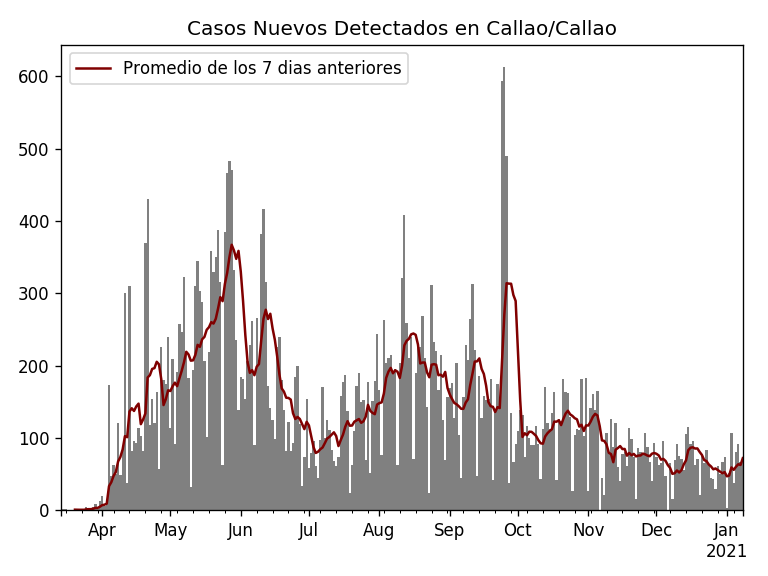 Casos Nuevos Detectados en Callao/Callao
Promedio de los 7 dias anteriores
600
500
400
300
200
100
0
Apr May Jun Jul Aug Sep Oct Nov Dec Jan
2021